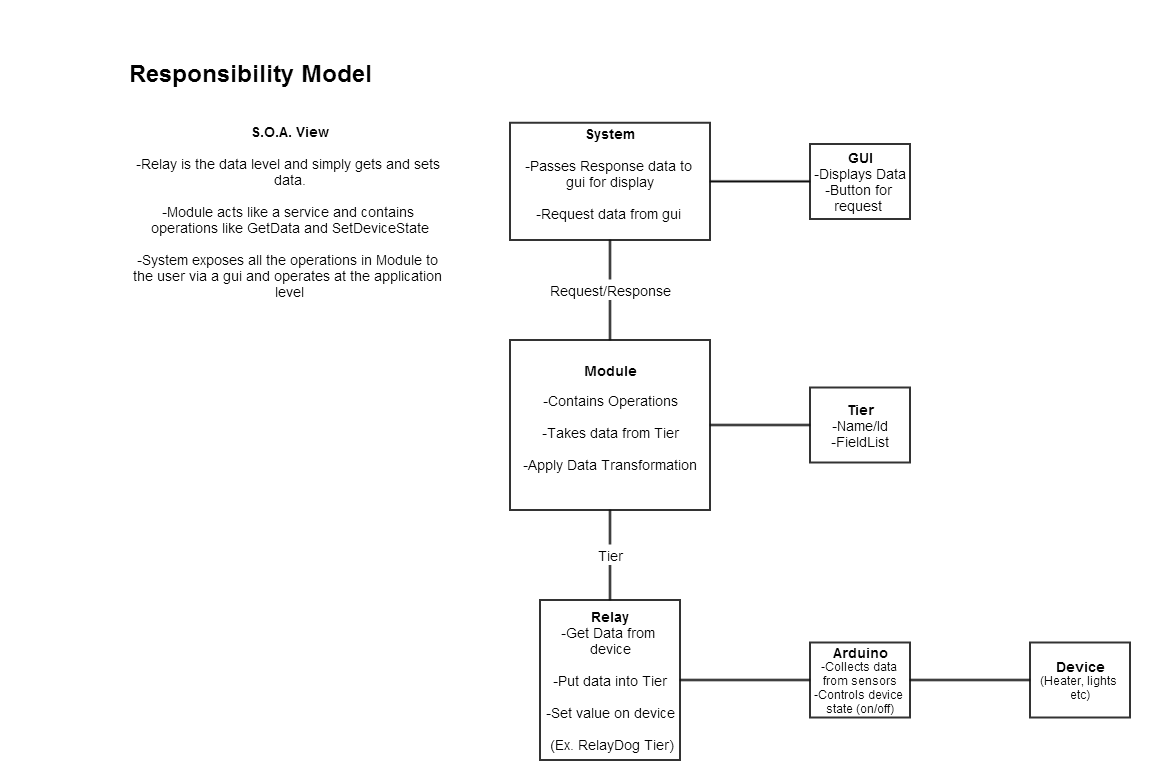 Responsibility Model
S.O.A. View
-Relay is the data level and simply gets and sets
data.
-Module acts like a service and contains
operations like GetData and SetDeviceState
-System exposes all the operations in Module to
the user via a gui and operates at the application
level
System
-Passes Response data to
gui for display
-Request data from gui
GUI
-Displays Data
-Button for
request
Request/Response
Module
-Contains Operations
-Takes data from Tier
-Apply Data Transformation
Tier
-Name/Id
-FieldList
Tier
Relay
-Get Data from
device
-Put data into Tier
-Set value on device
(Ex. RelayDog Tier)
Arduino
-Collects data
from sensors
-Controls device
state (on/off)
Device
(Heater, lights
etc)